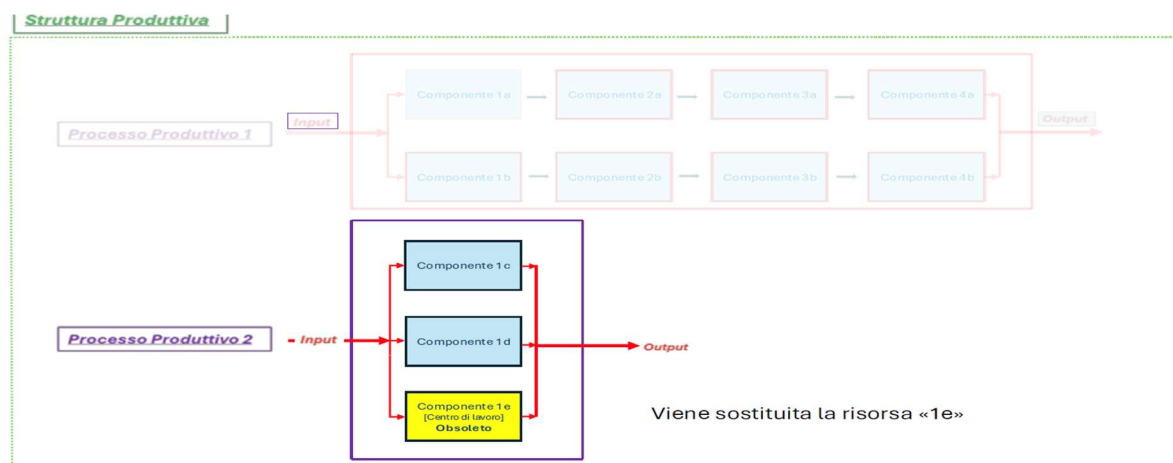 Struttura Produttiva
Componente 1a
Componente 2a
Componente 3a
Componente 4a
Processo Produttivo 1
Input
Output
Componente 1b
Componente 2b
Componente 3b
Componente 4b
Componente 1c
Processo Produttivo 2
Input
Componente 1d
Output
Componente 1e
[Centro di lavoro]
Obsoleto
Viene sostituita la risorsa «1e»